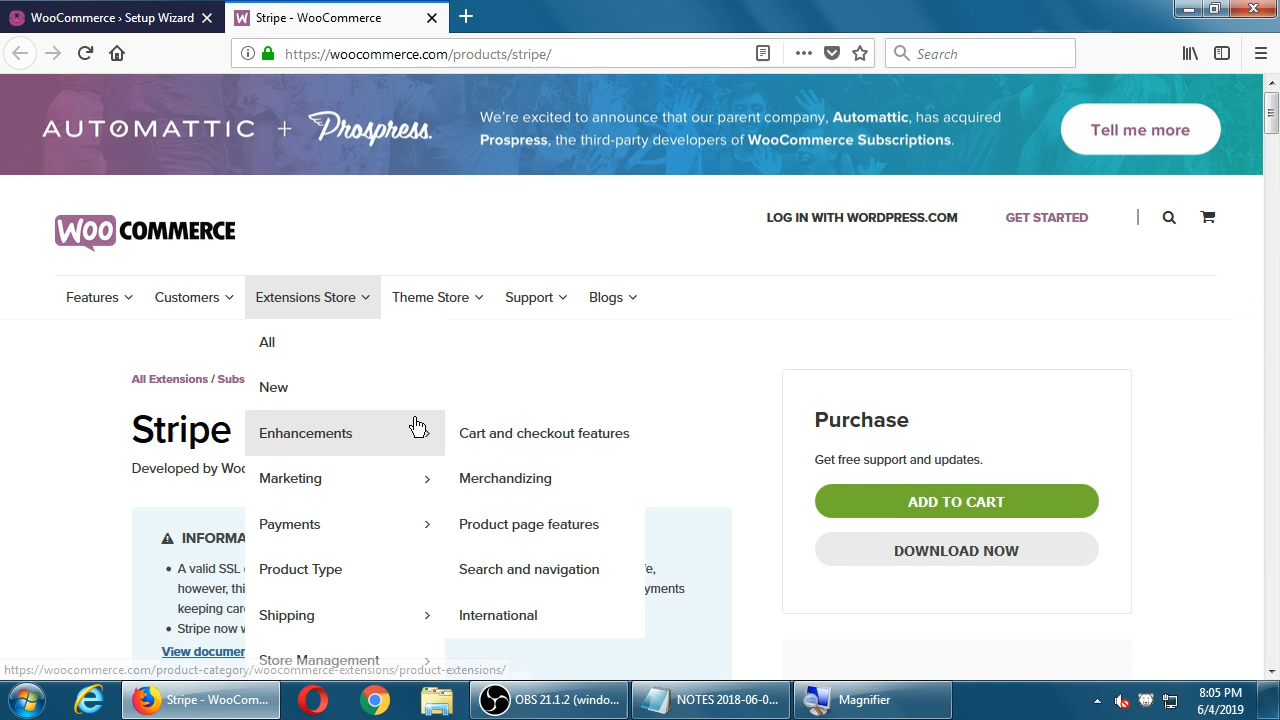 WooCommerce › Setup Wizard
Stripe - WooCommerce
https://woocommerce.com/products/stripe/
Search
AUTOMATTIC + Prospress.
We're excited to announce that our parent company, Automattic, has acquired
Prospress, the third-party developers of WooCommerce Subscriptions.
Tell me more
WOOCOMMERCE
LOG IN WITH WORDPRESS.COM
GET STARTED
Features
Customers
Extensions Store
Theme Store
Support
Blogs
All
New
Enhancements
Marketing
Payments
Product Type
Shipping
Store Management
Cart and checkout features
Merchandizing
Product page features
Search and navigation
International
All Extensions / Subs
Stripe
Developed by Woo
INFORMA
• A valid SSL
however, thi
yments
keeping car
• Stripe now
View documen
Purchase
Get free support and updates.
ADD TO CART
DOWNLOAD NOW
https://woocommerce.com/product-category/woocommerce-extensions/product-extensions/
Stripe - WooCom...
OBS 21.1.2 (windo...
NOTES 2018-06-0...
Magnifier
8:05 PM
6/4/2019